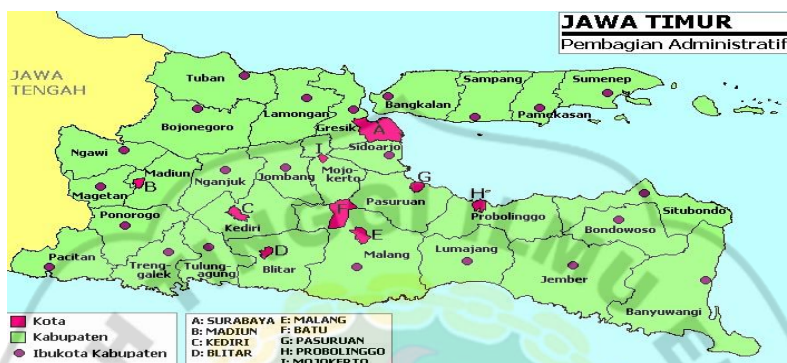 JAWA TIMUR
Pembagian Administratif
JAWA
TENGAH
Tuban
Lamongan
Bojonegoro
Gresik
A
Sidoarjo
Bangkalan
Sampang
Pamekasan
Sumenep
Ngawi
Madiun
B
Magetan
Ponorogo
Nganjuk
Jombang
I
Mojo-
kerto
C
Kediri
F
E
G
Pasuruan
H
Probolinggo
Situbondo
Bondowoso
Pacitan
Treng-
galek
Tulung
agung
D
Blitar
Malang
Lumajang
Jember
Banyuwangi
Kota
Kabupaten
Ibukota Kabupaten
A: SURABAYA E: MALANG
B: MADIUN F: BATU
C: KEDIRI G: PASURUAN
D: BLITAR H: PROBOLINGGO
I: MOJOKERTO